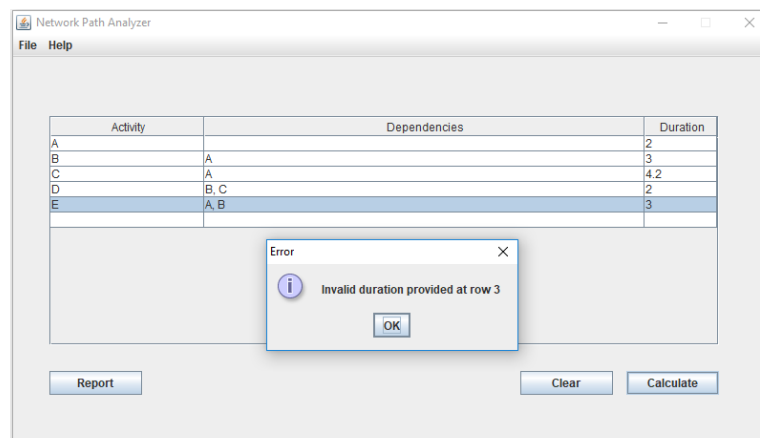 Network Path Analyzer
File Help
Activity Dependencies Duration
A 2
B A 3
C A 4.2
D B, C 2
E A, B 3
Error
i Invalid duration provided at row 3
OK
Report Clear Calculate